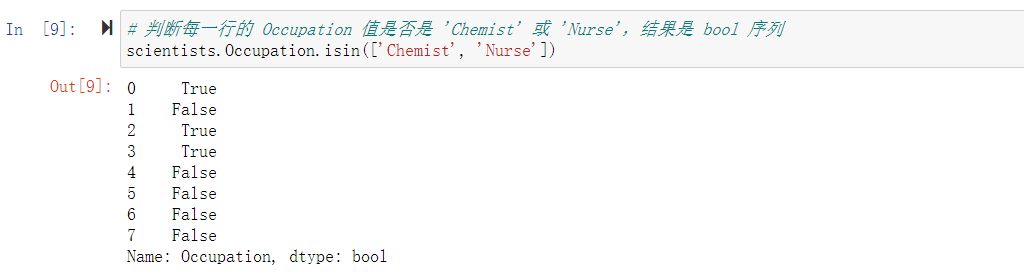 In [9]: # 判断每一行的 Occupation 值是否是 'Chemist' 或 'Nurse'，结果是 bool 序列
scientists.Occupation.isin(['Chemist', 'Nurse'])
Out[9]: 0 True
1 False
2 True
3 True
4 False
5 False
6 False
7 False
Name: Occupation, dtype: bool